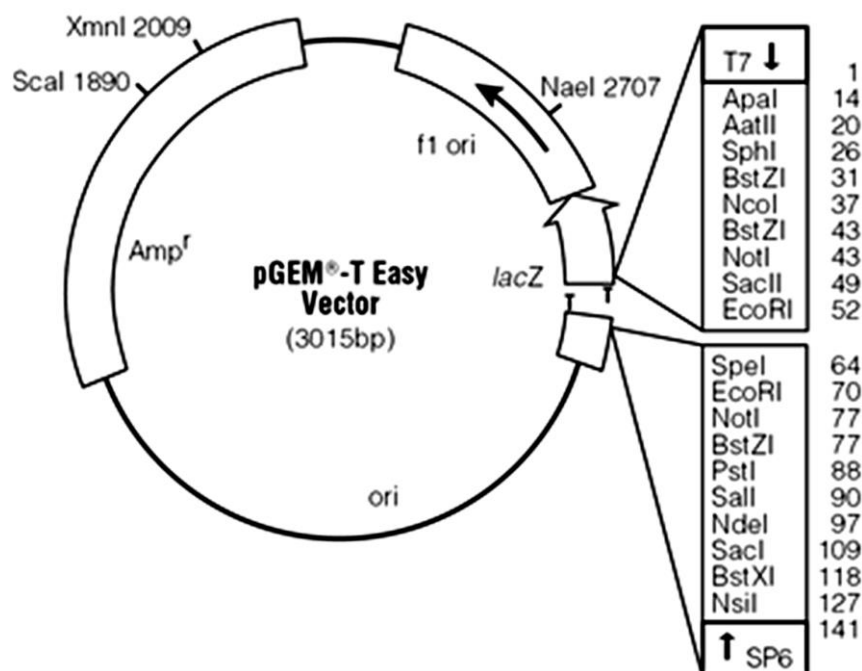 XmnI 2009
ScaI 1890
NaeI 2707
f1 ori
Ampr
pGEM®-T Easy
Vector
(3015bp)
lacZ
T
T
ori
T7 ↓
1
ApaI 14
AatII 20
SphI 26
BstZI 31
NcoI 37
BstZI 43
NotI 43
SacII 49
EcoRI 52
SpeI 64
EcoRI 70
NotI 77
BstZI 77
PstI 88
SalI 90
NdeI 97
SacI 109
BstXI 118
NsiI 127
141
↑ SP6